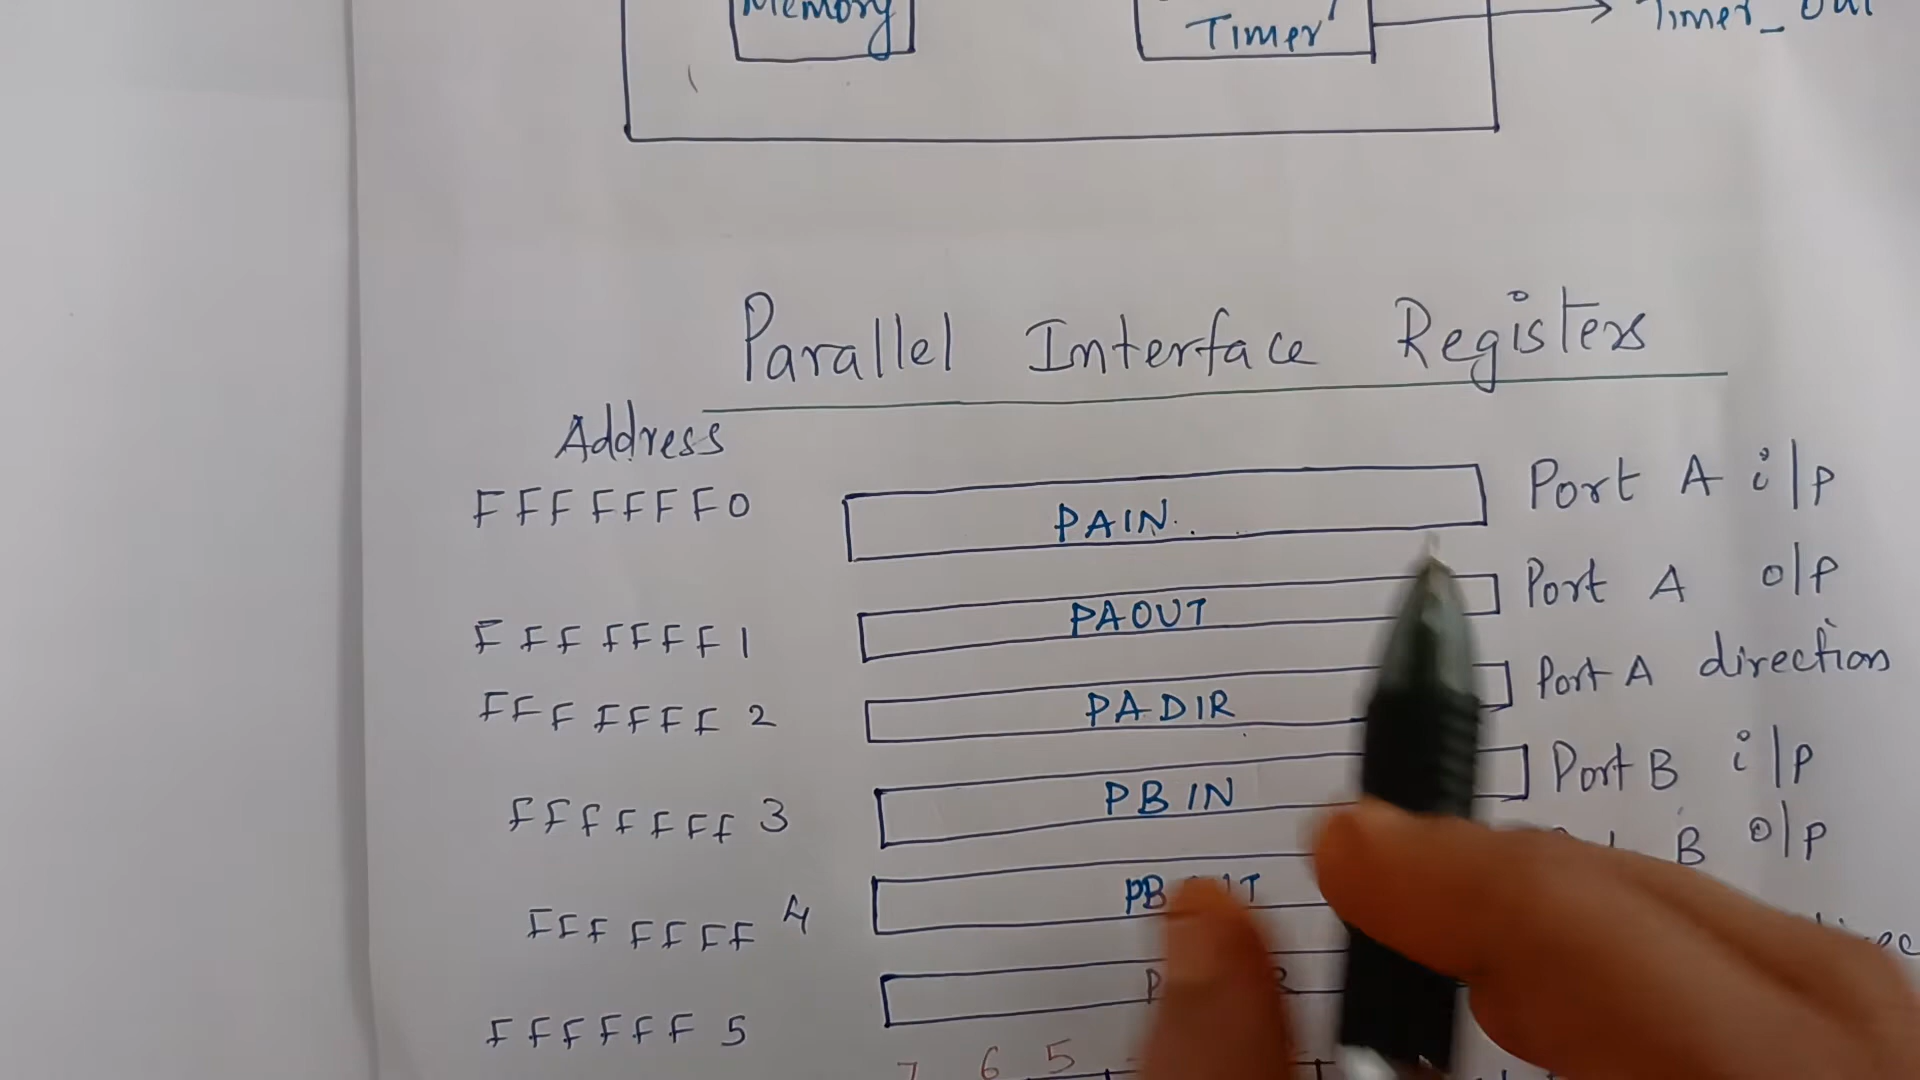 Memory
Timer
Timer_Out
Parallel Interface Registers
Address
FFFFFFF0 PAIN Port A i/p
FFFFFFF1 PAOUT Port A o/p
FFFFFFF2 PADIR Port A direction
FFFFFFF3 PBIN Port B i/p
FFFFFFF4 B o/p
FFFFFF5
7 6 5